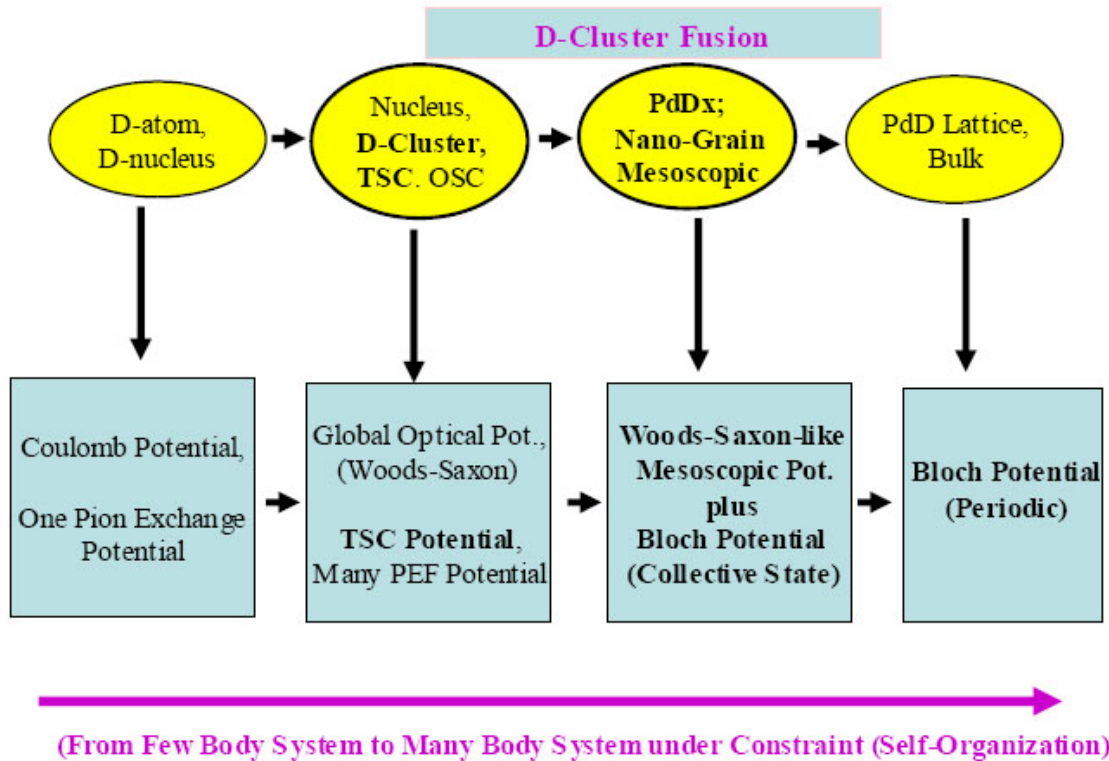 D-Cluster Fusion
D-atom,
D-nucleus
Nucleus,
D-Cluster,
TSC. OSC
PdDx;
Nano-Grain
Mesoscopic
PdD Lattice,
Bulk
Coulomb Potential,
One Pion Exchange
Potential
Global Optical Pot.,
(Woods-Saxon)
TSC Potential,
Many PEF Potential
Woods-Saxon-like
Mesoscopic Pot.
plus
Bloch Potential
(Collective State)
Bloch Potential
(Periodic)
(From Few Body System to Many Body System under Constraint (Self-Organization)